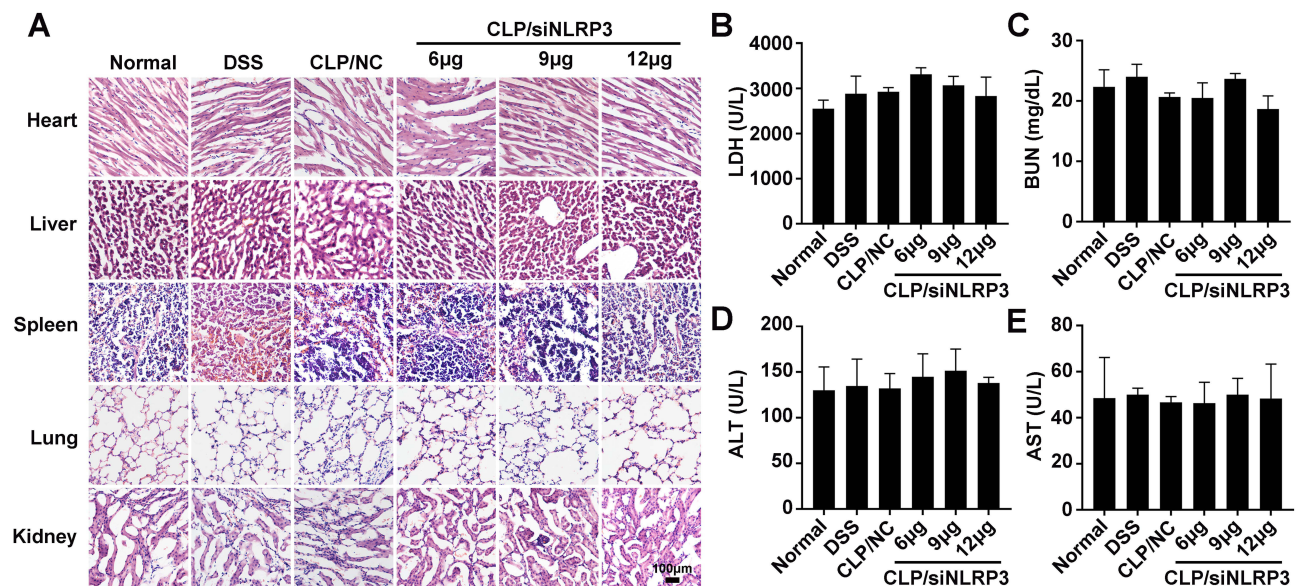 A
CLP/siNLRP3
Normal DSS CLP/NC 6µg 9µg 12µg
Heart
Liver
Spleen
Lung
Kidney
100µm
B
LDH (U/L)
4000
3000
2000
1000
0
Normal
DSS
CLP/NC
6µg
9µg
12µg
CLP/siNLRP3
C
BUN (mg/dL)
30
20
10
0
Normal
DSS
CLP/NC
6µg
9µg
12µg
CLP/siNLRP3
D
ALT (U/L)
200
150
100
50
0
Normal
DSS
CLP/NC
6µg
9µg
12µg
CLP/siNLRP3
E
AST (U/L)
80
60
40
20
0
Normal
DSS
CLP/NC
6µg
9µg
12µg
CLP/siNLRP3